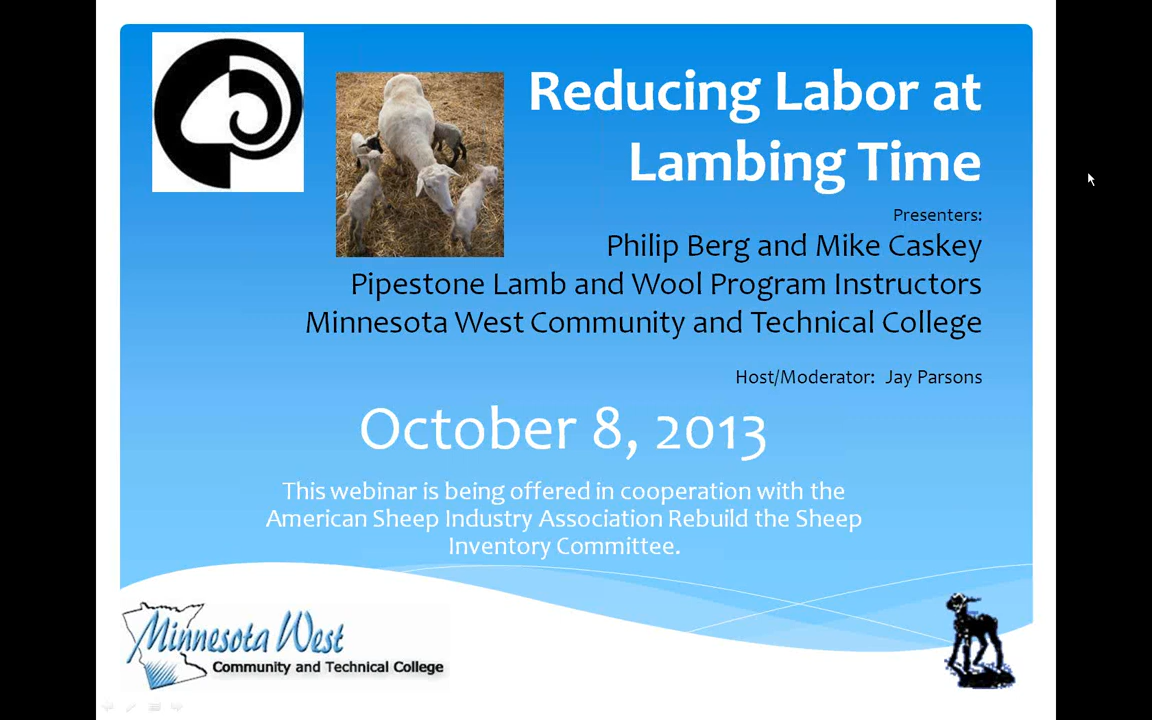 Reducing Labor at
Lambing Time
Presenters:
Philip Berg and Mike Caskey
Pipestone Lamb and Wool Program Instructors
Minnesota West Community and Technical College
Host/Moderator: Jay Parsons
October 8, 2013
This webinar is being offered in cooperation with the
American Sheep Industry Association Rebuild the Sheep
Inventory Committee.
Minnesota West
Community and Technical College